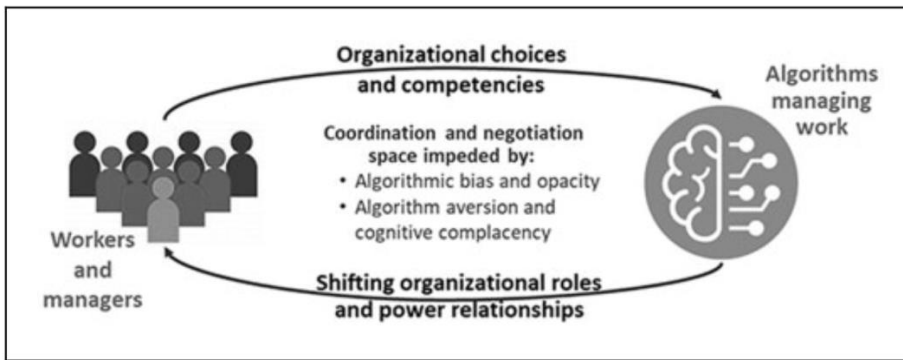 Organizational choices
and competencies
Algorithms
managing
work
Coordination and negotiation
space impeded by:
• Algorithmic bias and opacity
• Algorithm aversion and
cognitive complacency
Workers
and
managers
Shifting organizational roles
and power relationships